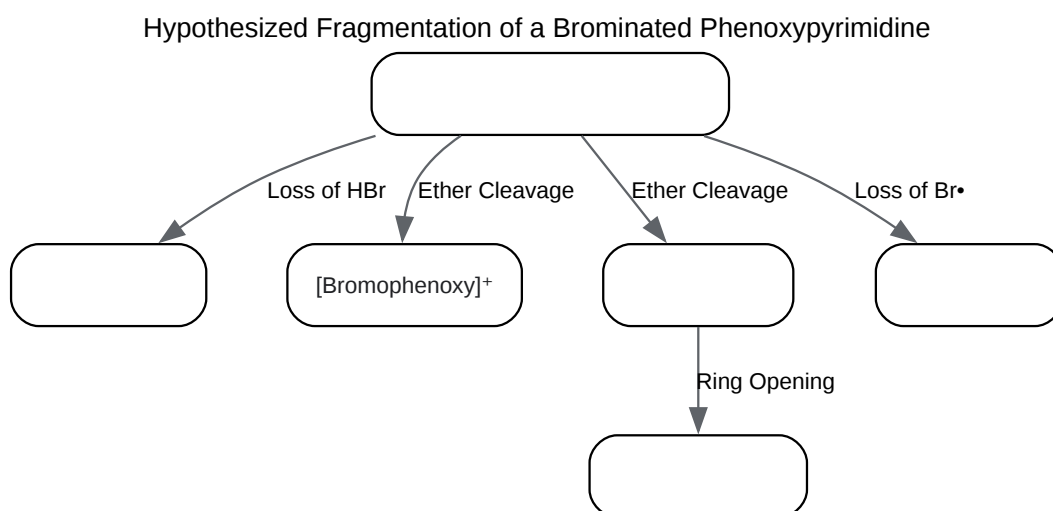 Hypothesized Fragmentation of a Brominated Phenoxypyrimidine
Loss of HBr
Ether Cleavage
Ether Cleavage
Loss of Br•
[Bromophenoxy]⁺
Ring Opening